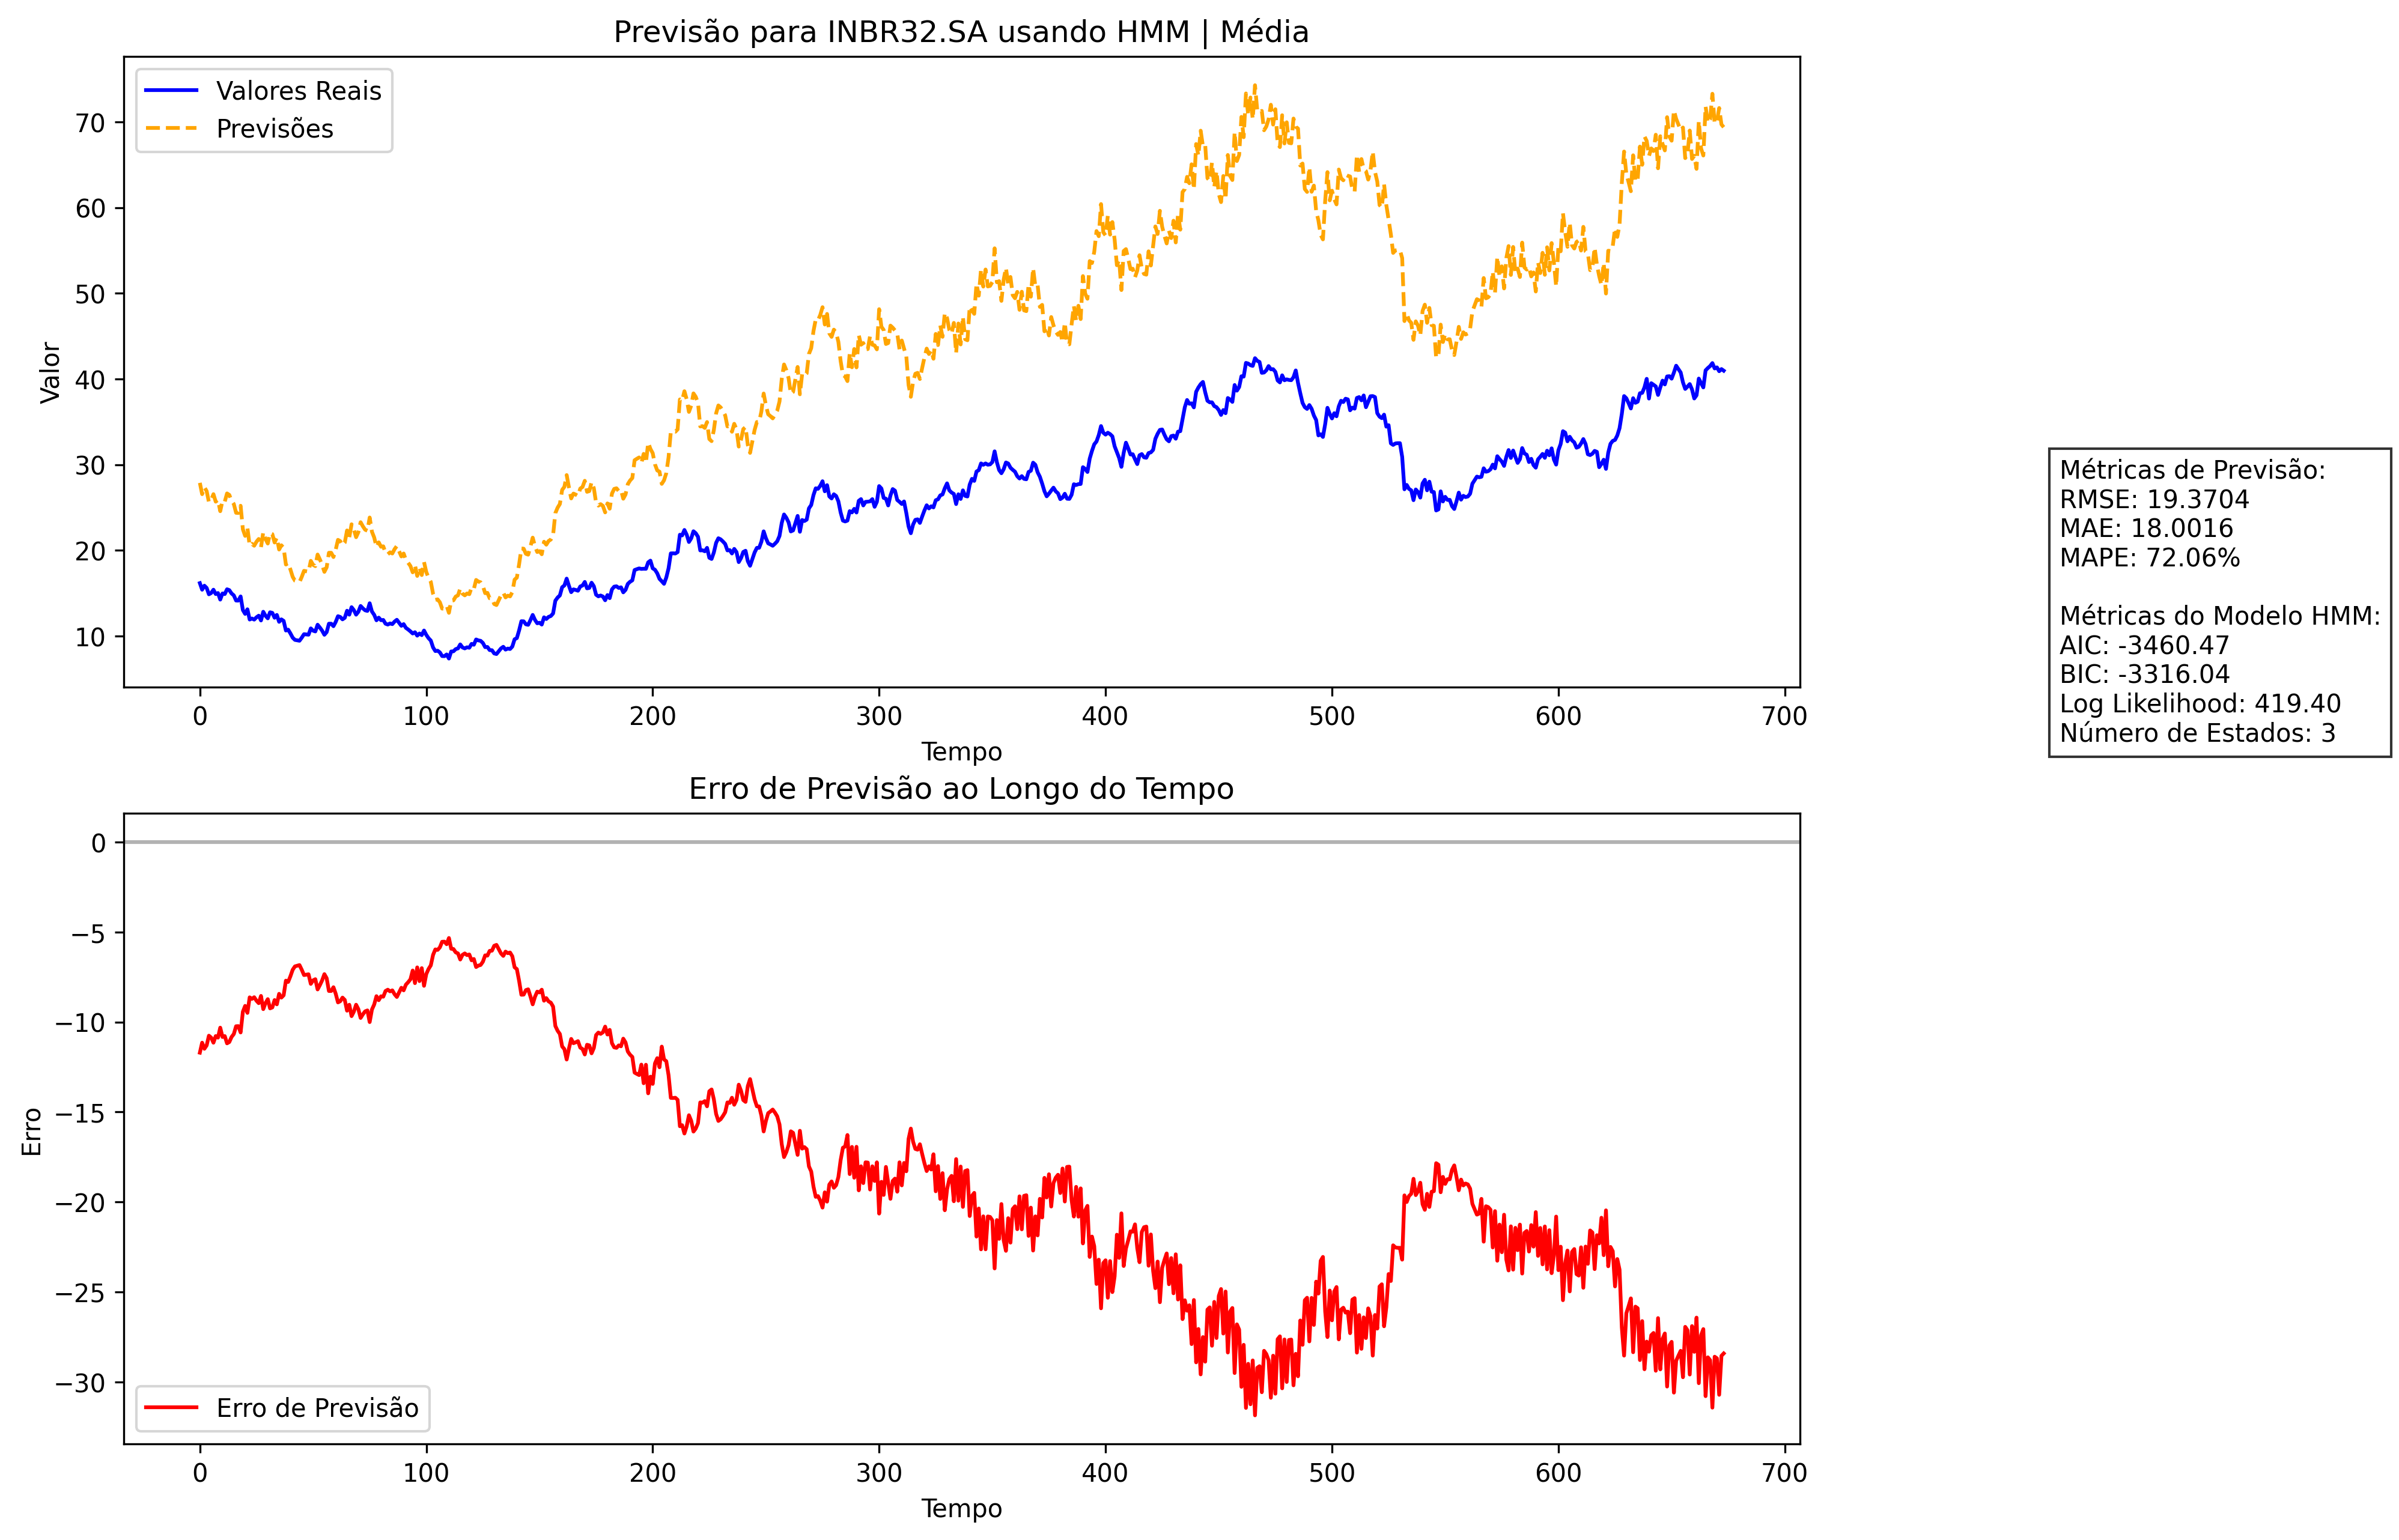 Previsão para INBR32.SA usando HMM | Média
Valores Reais
Previsões
Valor
70
60
50
40
30
20
10
0 100 200 300 400 500 600 700
Tempo
Métricas de Previsão:
RMSE: 19.3704
MAE: 18.0016
MAPE: 72.06%
Métricas do Modelo HMM:
AIC: -3460.47
BIC: -3316.04
Log Likelihood: 419.40
Número de Estados: 3
Erro de Previsão ao Longo do Tempo
Erro
0
−5
−10
−15
−20
−25
−30
Erro de Previsão
0 100 200 300 400 500 600 700
Tempo